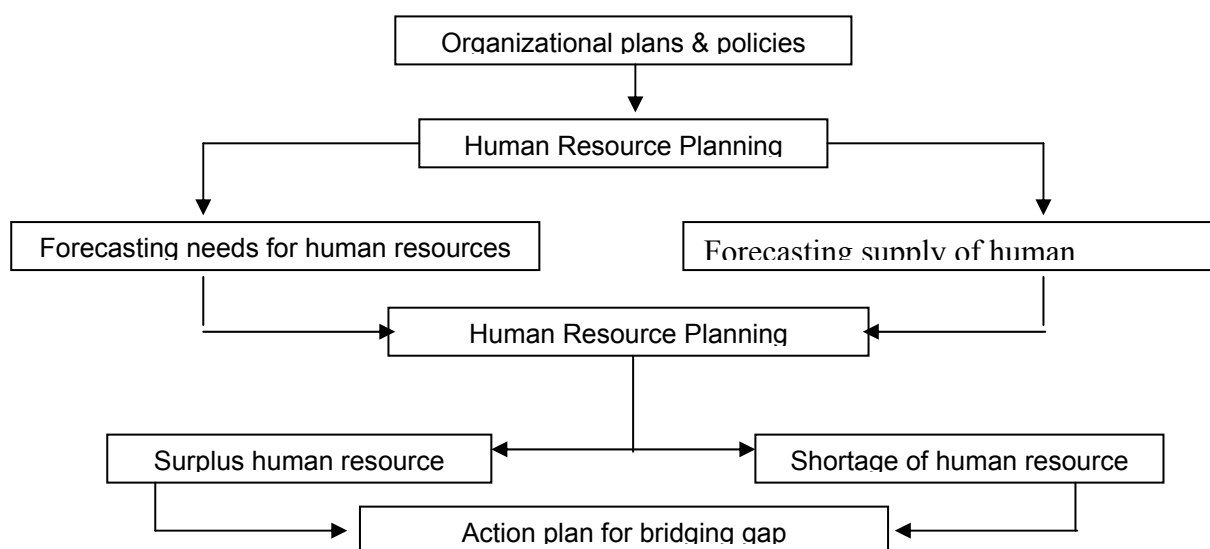 Organizational plans & policies
Human Resource Planning
Forecasting needs for human resources
Forecasting supply of human
Human Resource Planning
Surplus human resource
Shortage of human resource
Action plan for bridging gap